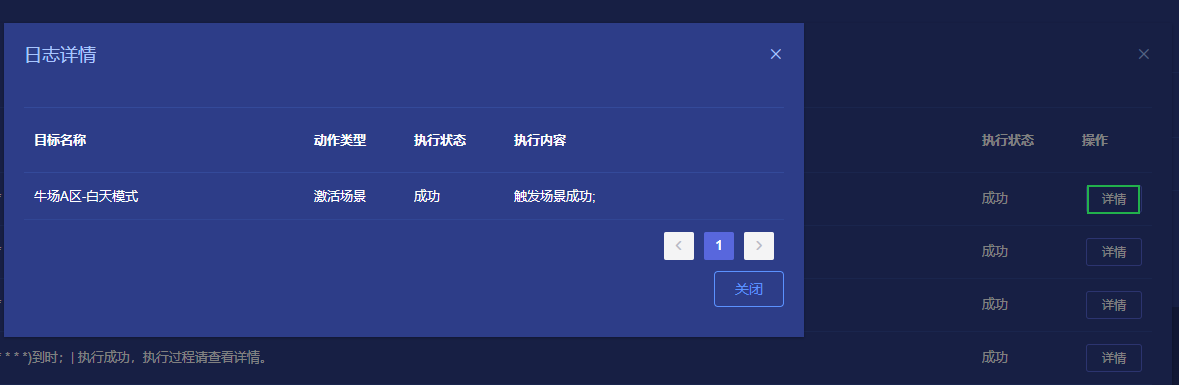 日志详情
目标名称 动作类型 执行状态 执行内容
牛场A区-白天模式 激活场景 成功 触发场景成功;
1
关闭
执行状态 操作
成功 详情
成功 详情
成功 详情
* * * *)到时；| 执行成功，执行过程请查看详情。 成功 详情